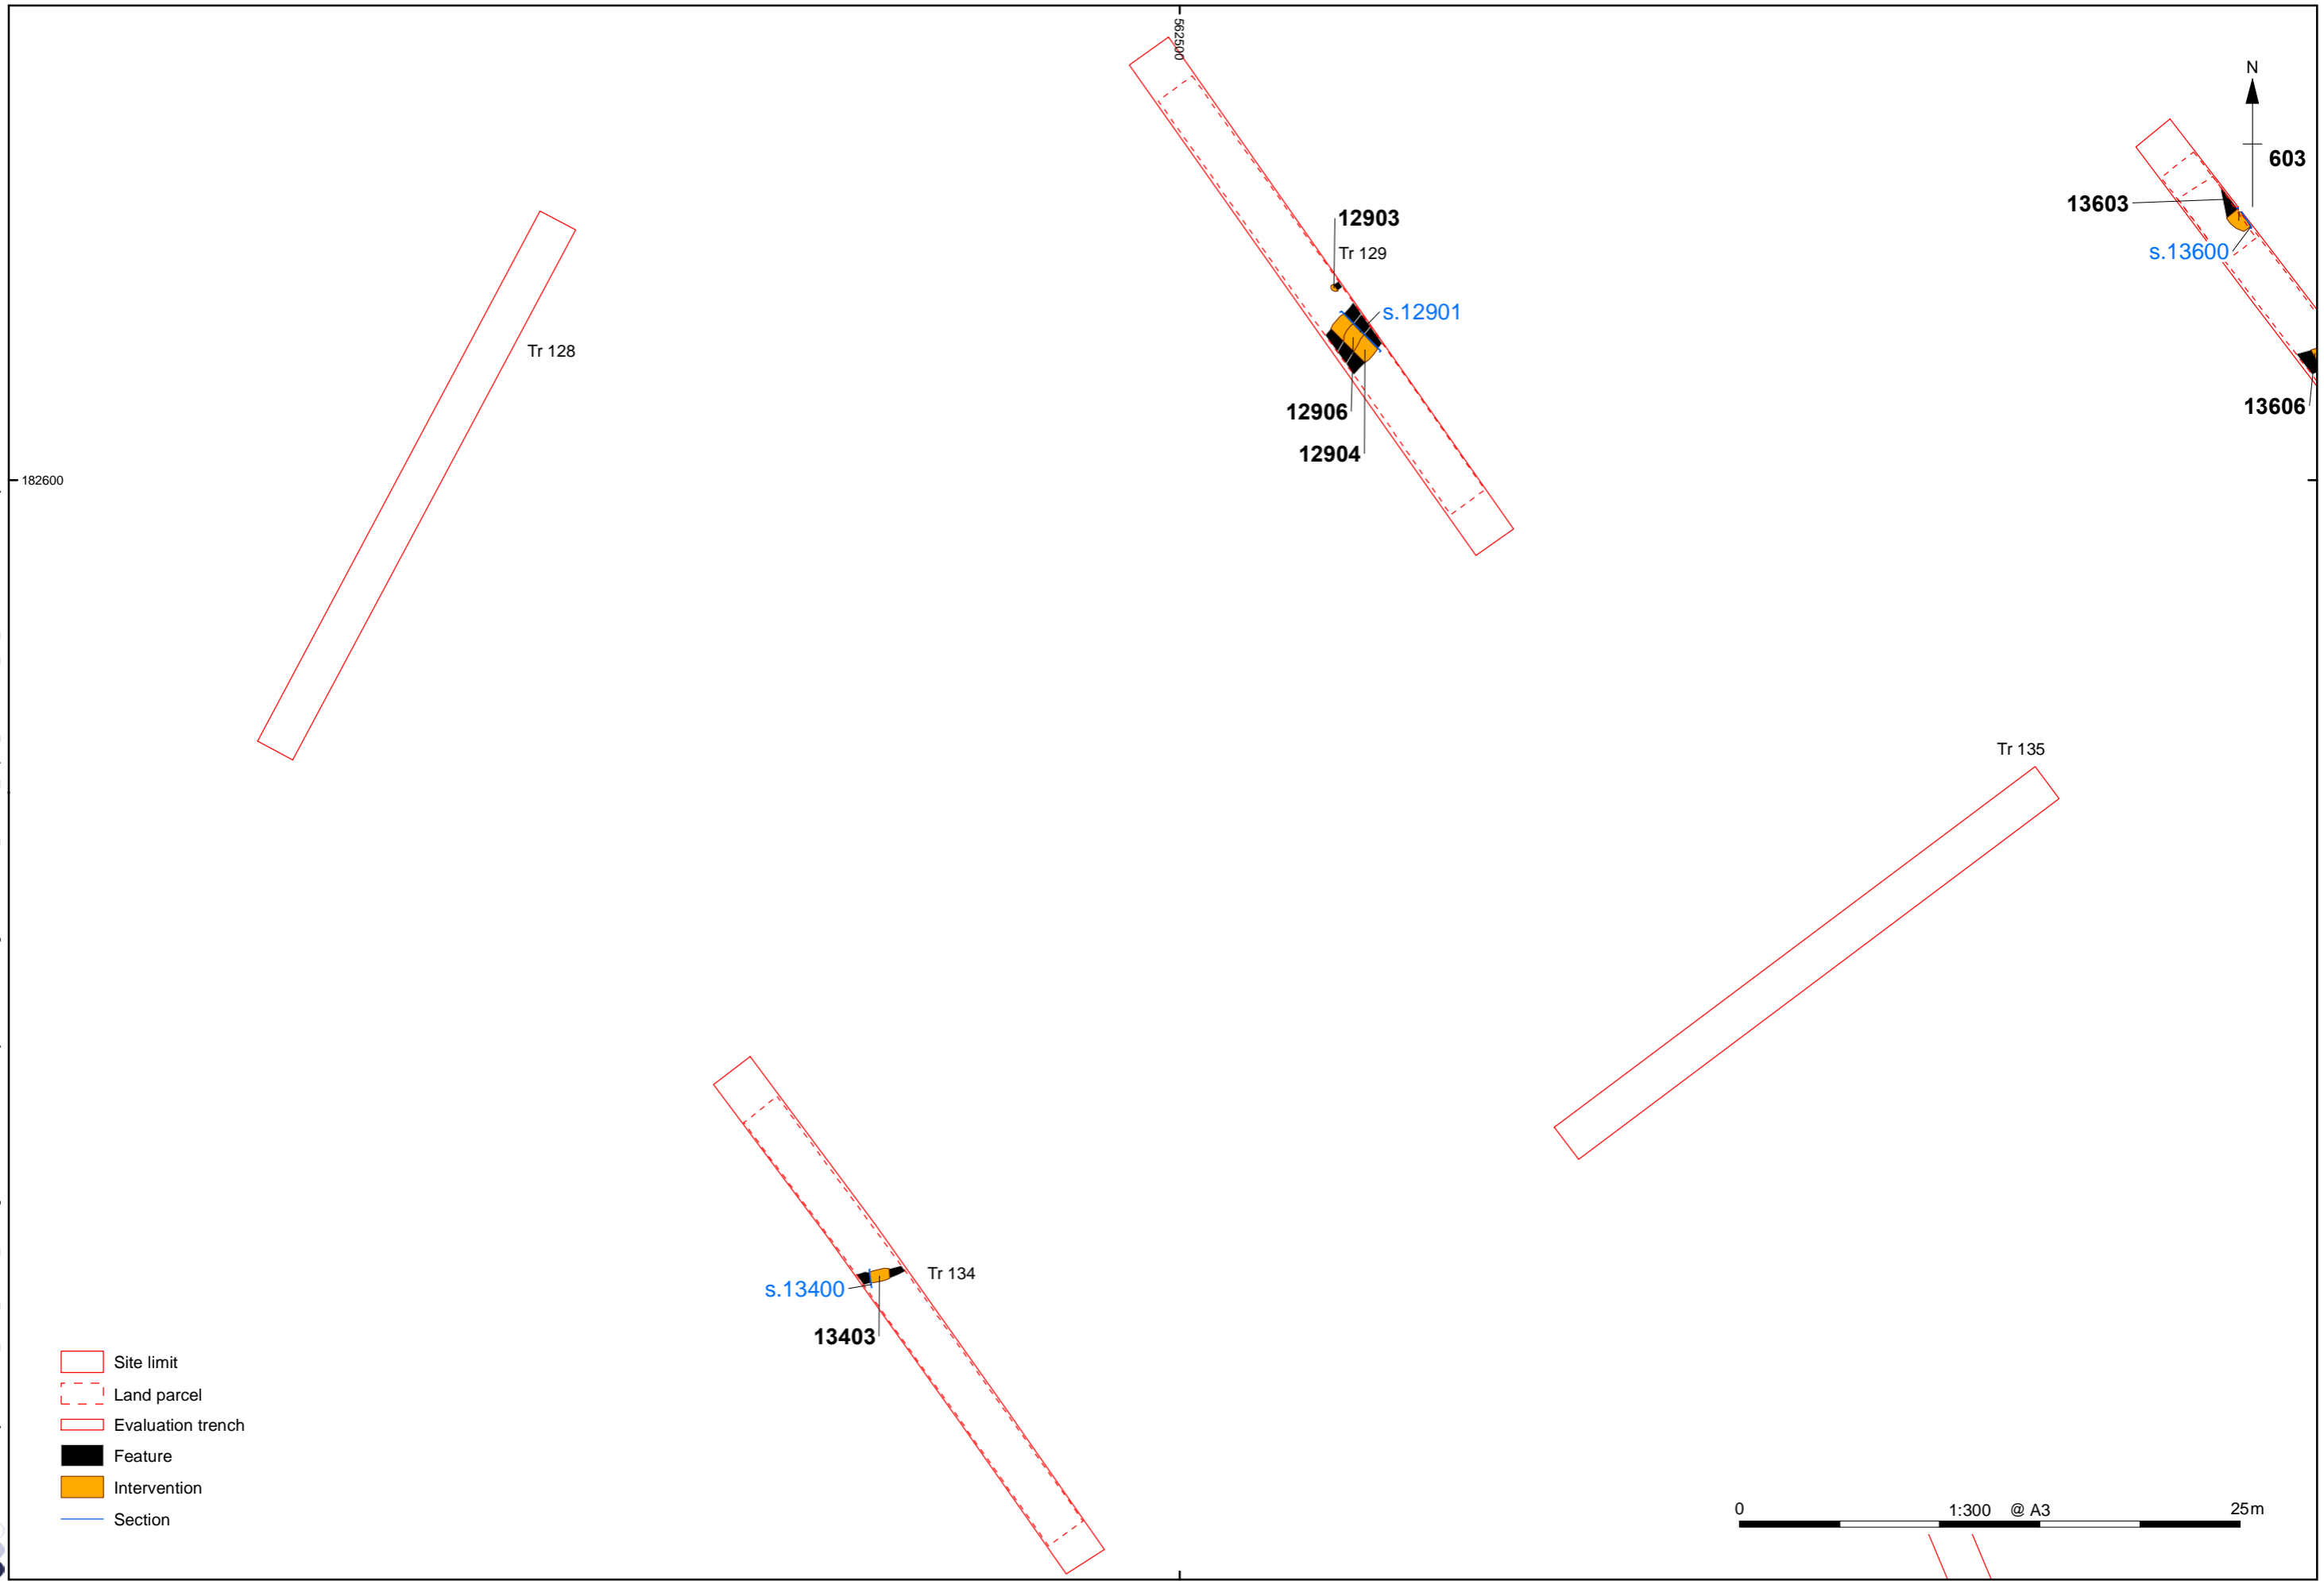 562500
N
603
13603
s.13600
12903
Tr 129
s.12901
Tr 128
12906
13606
12904
182600
Tr 135
Tr 134
s.13400
13403
Site limit
Land parcel
Evaluation trench
Feature
Intervention
Section
0 1:300 @ A3 25m